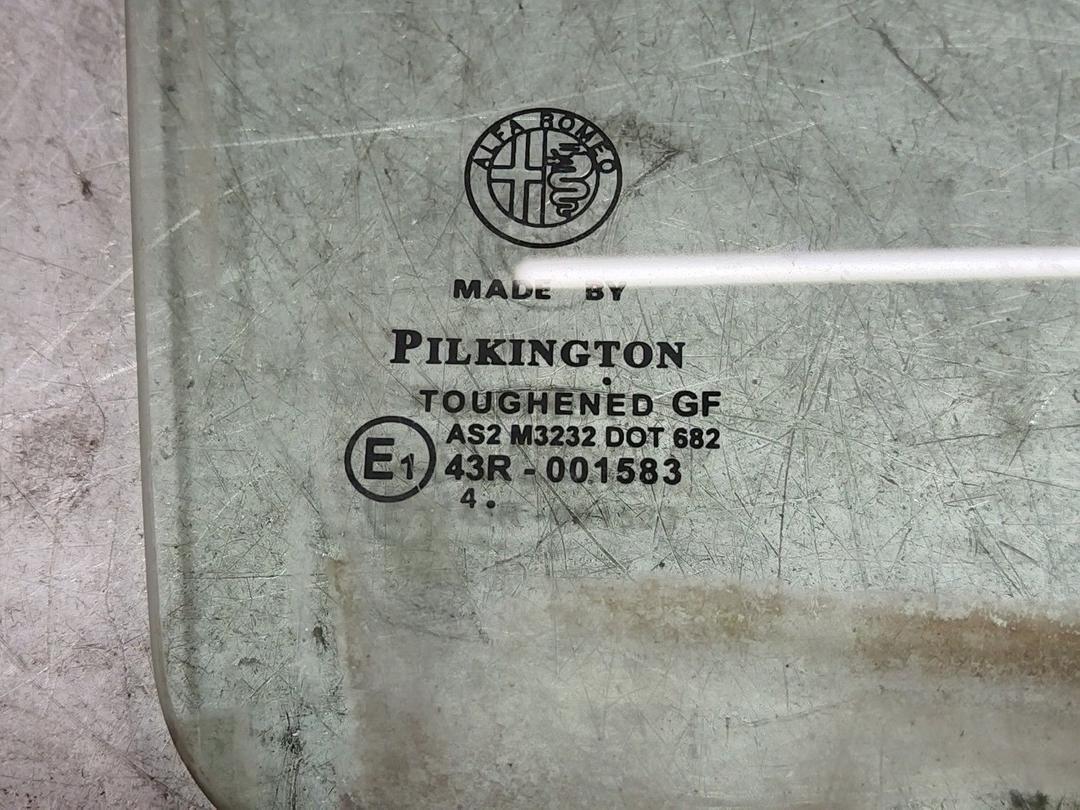 ALFA ROMEO
MADE BY
PILKINGTON
TOUGHENED GF
AS2 M3232 DOT 682
E1 43R - 001583
4 .